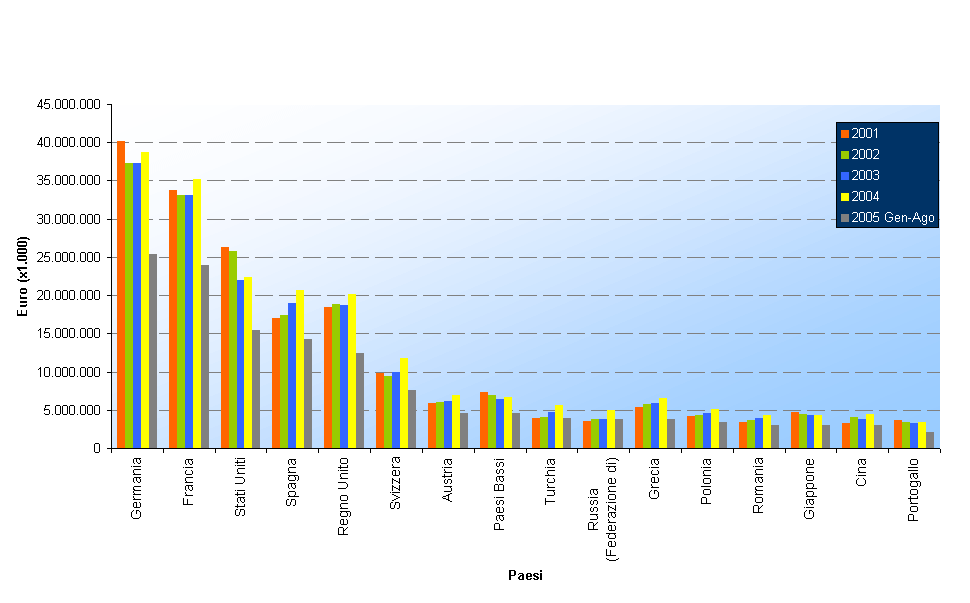 45.000.000
40.000.000
35.000.000
30.000.000
25.000.000
20.000.000
15.000.000
10.000.000
5.000.000
0
Euro (x1.000)
2001
2002
2003
2004
2005 Gen-Ago
Germania
Francia
Stati Uniti
Spagna
Regno Unito
Svizzera
Austria
Paesi Bassi
Turchia
Russia
(Federazione di)
Grecia
Polonia
Romania
Giappone
Cina
Portogallo
Paesi